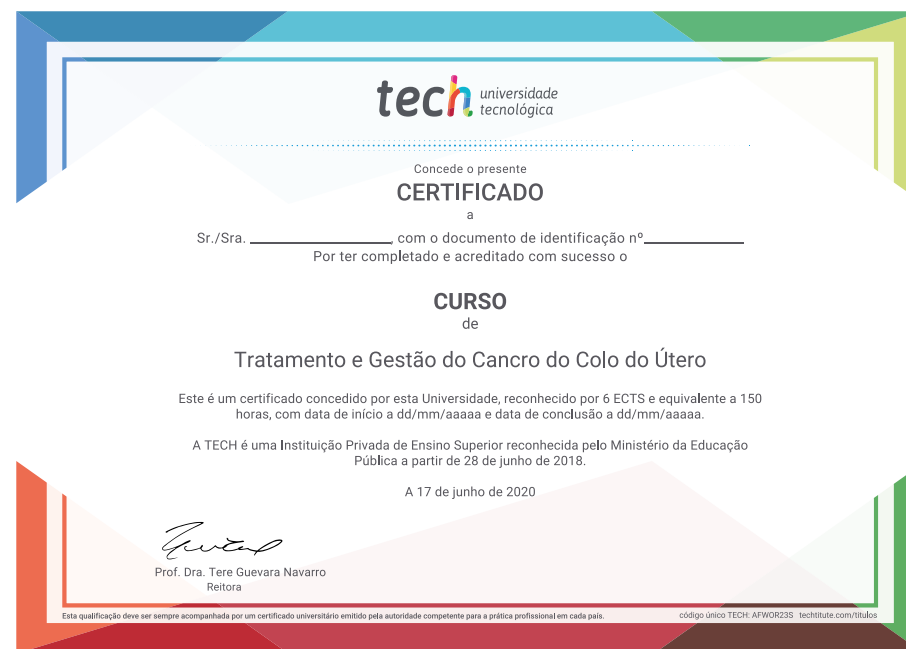 tech universidade
tecnológica
Concede o presente
CERTIFICADO
a
Sr./Sra. ________________, com o documento de identificação nº____________
Por ter completado e acreditado com sucesso o
CURSO
de
Tratamento e Gestão do Cancro do Colo do Útero
Este é um certificado concedido por esta Universidade, reconhecido por 6 ECTS e equivalente a 150
horas, com data de início a dd/mm/aaaaa e data de conclusão a dd/mm/aaaaa.
A TECH é uma Instituição Privada de Ensino Superior reconhecida pelo Ministério da Educação
Pública a partir de 28 de junho de 2018.
A 17 de junho de 2020
Prof. Dra. Tere Guevara Navarro
Reitora
Esta qualificação deve ser sempre acompanhada por um certificado universitário emitido pela autoridade competente para a prática profissional em cada país.
código único TECH: AFWOR23S techtitute.com/titulos